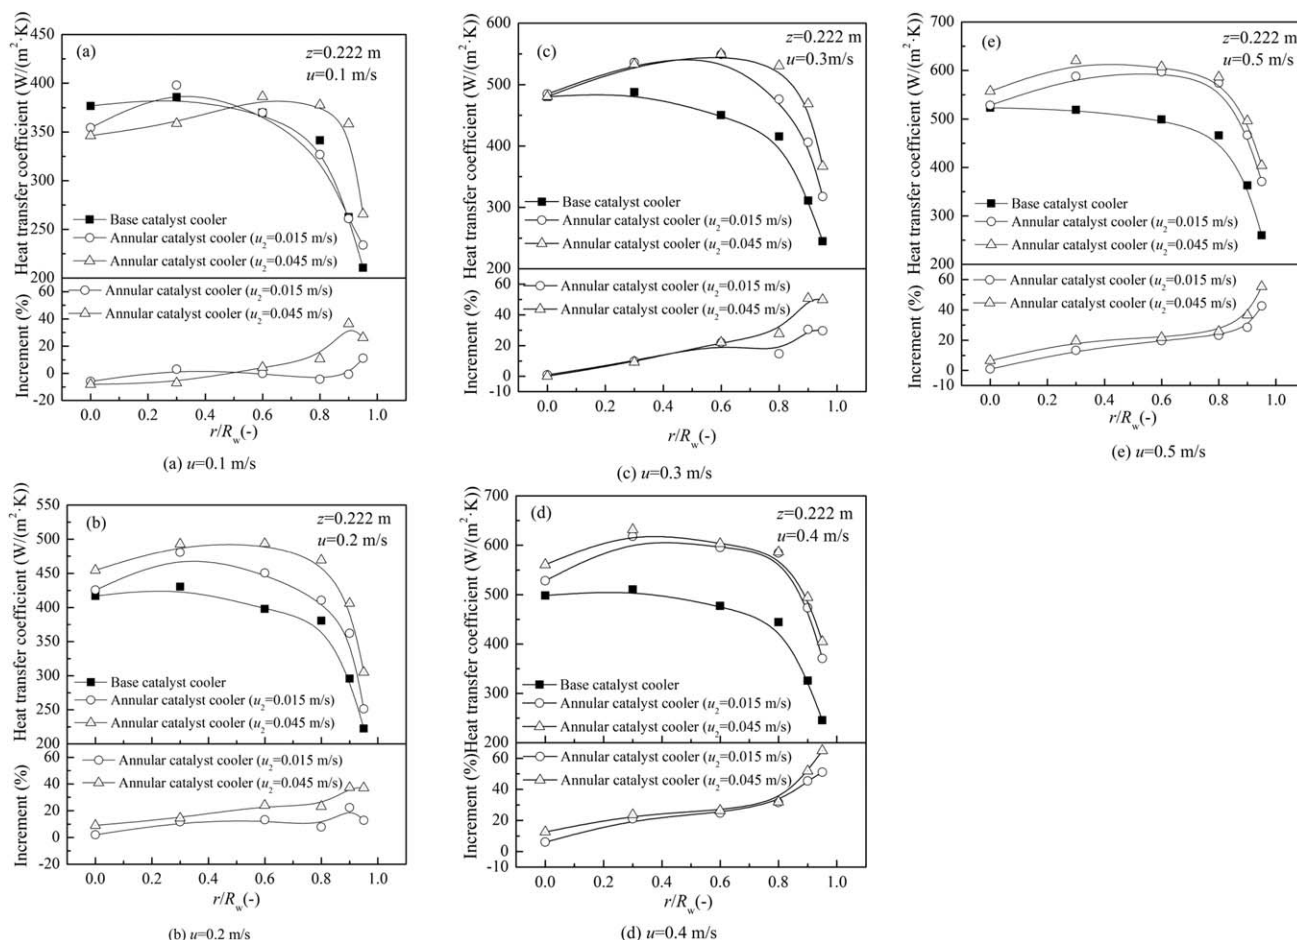 Heat transfer coefficient (W/(m²·K))
450
400
350
300
250
200
(a)
z=0.222 m
u=0.1 m/s
Base catalyst cooler
Annular catalyst cooler (u₂=0.015 m/s)
Annular catalyst cooler (u₂=0.045 m/s)
Increment (%)
60
40
20
0
-20
Annular catalyst cooler (u₂=0.015 m/s)
Annular catalyst cooler (u₂=0.045 m/s)
0.0 0.2 0.4 0.6 0.8 1.0
r/Rw(-)
(a) u=0.1 m/s
Heat transfer coefficient (W/(m²·K))
600
500
400
300
200
(c)
z=0.222 m
u=0.3m/s
Base catalyst cooler
Annular catalyst cooler (u₂=0.015 m/s)
Annular catalyst cooler (u₂=0.045 m/s)
Increment (%)
60
40
20
0
-10
Annular catalyst cooler (u₂=0.015 m/s)
Annular catalyst cooler (u₂=0.045 m/s)
0.0 0.2 0.4 0.6 0.8 1.0
r/Rw(-)
(c) u=0.3 m/s
Heat transfer coefficient (W/(m²·K))
700
600
500
400
300
200
(e)
z=0.222 m
u=0.5 m/s
Base catalyst cooler
Annular catalyst cooler (u₂=0.015 m/s)
Annular catalyst cooler (u₂=0.045 m/s)
Increment (%)
60
40
20
0
-10
Annular catalyst cooler (u₂=0.015 m/s)
Annular catalyst cooler (u₂=0.045 m/s)
0.0 0.2 0.4 0.6 0.8 1.0
r/Rw(-)
(e) u=0.5 m/s
Heat transfer coefficient (W/(m²·K))
550
500
450
400
350
300
250
200
(b)
z=0.222 m
u=0.2 m/s
Base catalyst cooler
Annular catalyst cooler (u₂=0.015 m/s)
Annular catalyst cooler (u₂=0.045 m/s)
Increment (%)
60
40
20
0
-20
Annular catalyst cooler (u₂=0.015 m/s)
Annular catalyst cooler (u₂=0.045 m/s)
0.0 0.2 0.4 0.6 0.8 1.0
r/Rw(-)
(b) u=0.2 m/s
Heat transfer coefficient (W/(m²·K))
700
600
500
400
300
200
(d)
z=0.222 m
u=0.4 m/s
Base catalyst cooler
Annular catalyst cooler (u₂=0.015 m/s)
Annular catalyst cooler (u₂=0.045 m/s)
Increment (%)
60
40
20
0
-10
Annular catalyst cooler (u₂=0.015 m/s)
Annular catalyst cooler (u₂=0.045 m/s)
0.0 0.2 0.4 0.6 0.8 1.0
r/Rw(-)
(d) u=0.4 m/s